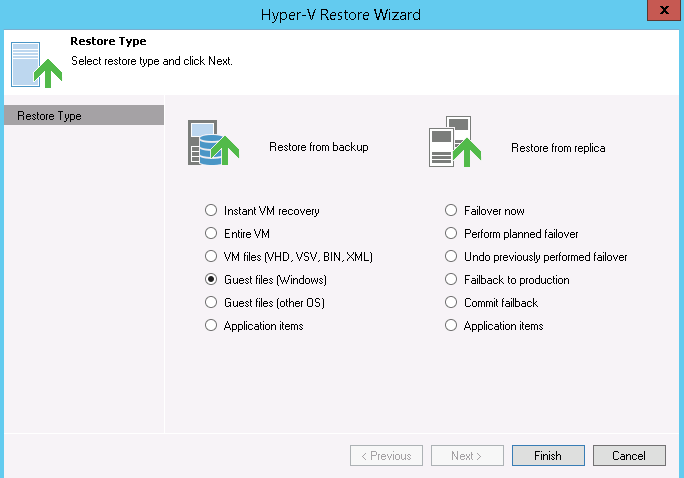 Hyper-V Restore Wizard
x
Restore Type
Select restore type and click Next.
Restore Type
Restore from backup
Instant VM recovery
Entire VM
VM files (VHD, VSV, BIN, XML)
Guest files (Windows)
Guest files (other OS)
Application items
Restore from replica
Failover now
Perform planned failover
Undo previously performed failover
Failback to production
Commit failback
Application items
< Previous
Next >
Finish
Cancel